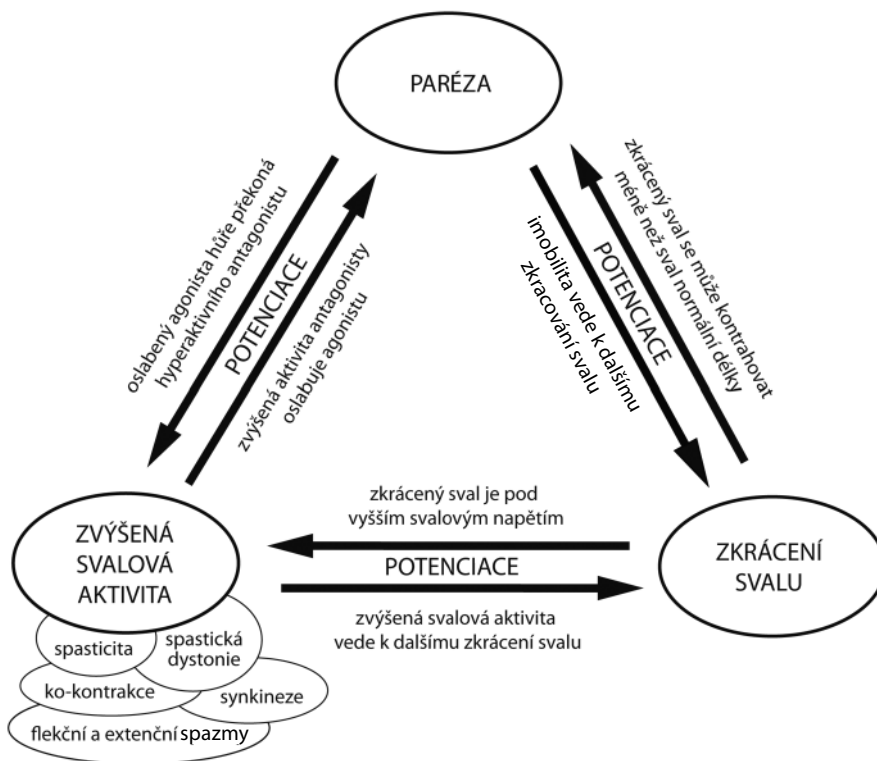 PARÉZA
oslabený agonista hůře překoná
hyperaktivního antagonistu
POTENCIACE
zvýšená aktivita antagonisty
oslabuje agonistu
imobilita vede k dalšímu
zkracování svalu
POTENCIACE
zkrácený sval se může kontrahovat
méně než sval normální délky
zkrácený sval je pod
vyšším svalovým napětím
POTENCIACE
zvýšená svalová aktivita
vede k dalšímu zkrácení svalu
ZVÝŠENÁ
SVALOVÁ
AKTIVITA
ZKRÁCENÍ
SVALU
spasticita
spastická
dystonie
ko-kontrakce
synkineze
flekční a extenční spazmy